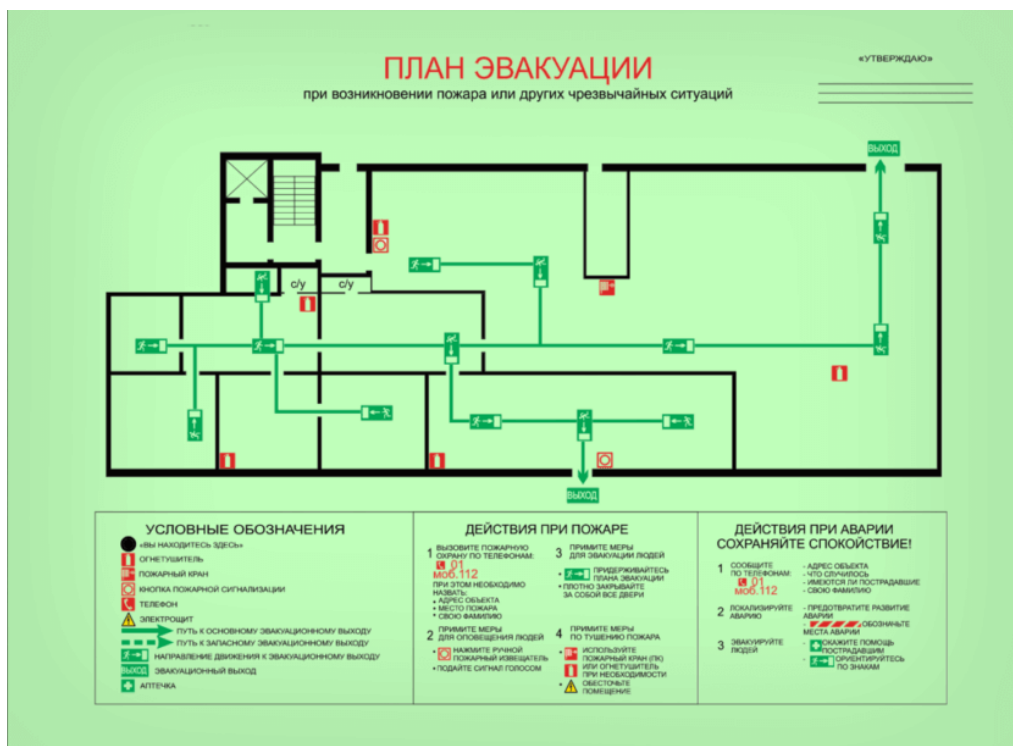 ПЛАН ЭВАКУАЦИИ
«УТВЕРЖДАЮ»
при возникновении пожара или других чрезвычайных ситуаций
ВЫХОД
с/у
с/у
ВЫХОД
УСЛОВНЫЕ ОБОЗНАЧЕНИЯ
«ВЫ НАХОДИТЕСЬ ЗДЕСЬ»
ОГНЕТУШИТЕЛЬ
ПОЖАРНЫЙ КРАН
КНОПКА ПОЖАРНОЙ СИГНАЛИЗАЦИИ
ТЕЛЕФОН
ЭЛЕКТРОЩИТ
ПУТЬ К ОСНОВНОМУ ЭВАКУАЦИОННОМУ ВЫХОДУ
ПУТЬ К ЗАПАСНОМУ ЭВАКУАЦИОННОМУ ВЫХОДУ
НАПРАВЛЕНИЕ ДВИЖЕНИЯ К ЭВАКУАЦИОННОМУ ВЫХОДУ
ВЫХОД ЭВАКУАЦИОННЫЙ ВЫХОД
АПТЕЧКА
ДЕЙСТВИЯ ПРИ ПОЖАРЕ
1 ВЫЗОВИТЕ ПОЖАРНУЮ
ОХРАНУ ПО ТЕЛЕФОНАМ:
01
моб.112
ПРИ ЭТОМ НЕОБХОДИМО
НАЗВАТЬ:
• АДРЕС ОБЪЕКТА
• МЕСТО ПОЖАРА
• СВОЮ ФАМИЛИЮ
2 ПРИМИТЕ МЕРЫ
ДЛЯ ОПОВЕЩЕНИЯ ЛЮДЕЙ
• НАЖМИТЕ РУЧНОЙ
ПОЖАРНЫЙ ИЗВЕЩАТЕЛЬ
• ПОДАЙТЕ СИГНАЛ ГОЛОСОМ
3 ПРИМИТЕ МЕРЫ
ДЛЯ ЭВАКУАЦИИ ЛЮДЕЙ
• ПРИДЕРЖИВАЙТЕСЬ
ПЛАНА ЭВАКУАЦИИ
• ПЛОТНО ЗАКРЫВАЙТЕ
ЗА СОБОЙ ВСЕ ДВЕРИ
4 ПРИМИТЕ МЕРЫ
ПО ТУШЕНИЮ ПОЖАРА
• ИСПОЛЬЗУЙТЕ
ПОЖАРНЫЙ КРАН (ПК)
ИЛИ ОГНЕТУШИТЕЛЬ
ПРИ НЕОБХОДИМОСТИ
• ОБЕСТОЧЬТЕ
ПОМЕЩЕНИЕ
ДЕЙСТВИЯ ПРИ АВАРИИ
СОХРАНЯЙТЕ СПОКОЙСТВИЕ!
1 СООБЩИТЕ
ПО ТЕЛЕФОНАМ:
01
моб.112
- АДРЕС ОБЪЕКТА
- ЧТО СЛУЧИЛОСЬ
- ИМЕЮТСЯ ЛИ ПОСТРАДАВШИЕ
- СВОЮ ФАМИЛИЮ
2 ЛОКАЛИЗИРУЙТЕ
АВАРИЮ
- ПРЕДОТВРАТИТЕ РАЗВИТИЕ
АВАРИИ
- ОБОЗНАЧЬТЕ
МЕСТА АВАРИИ
3 ЭВАКУИРУЙТЕ
ЛЮДЕЙ
- ОКАЖИТЕ ПОМОЩЬ
ПОСТРАДАВШИМ
- ОРИЕНТИРУЙТЕСЬ
ПО ЗНАКАМ